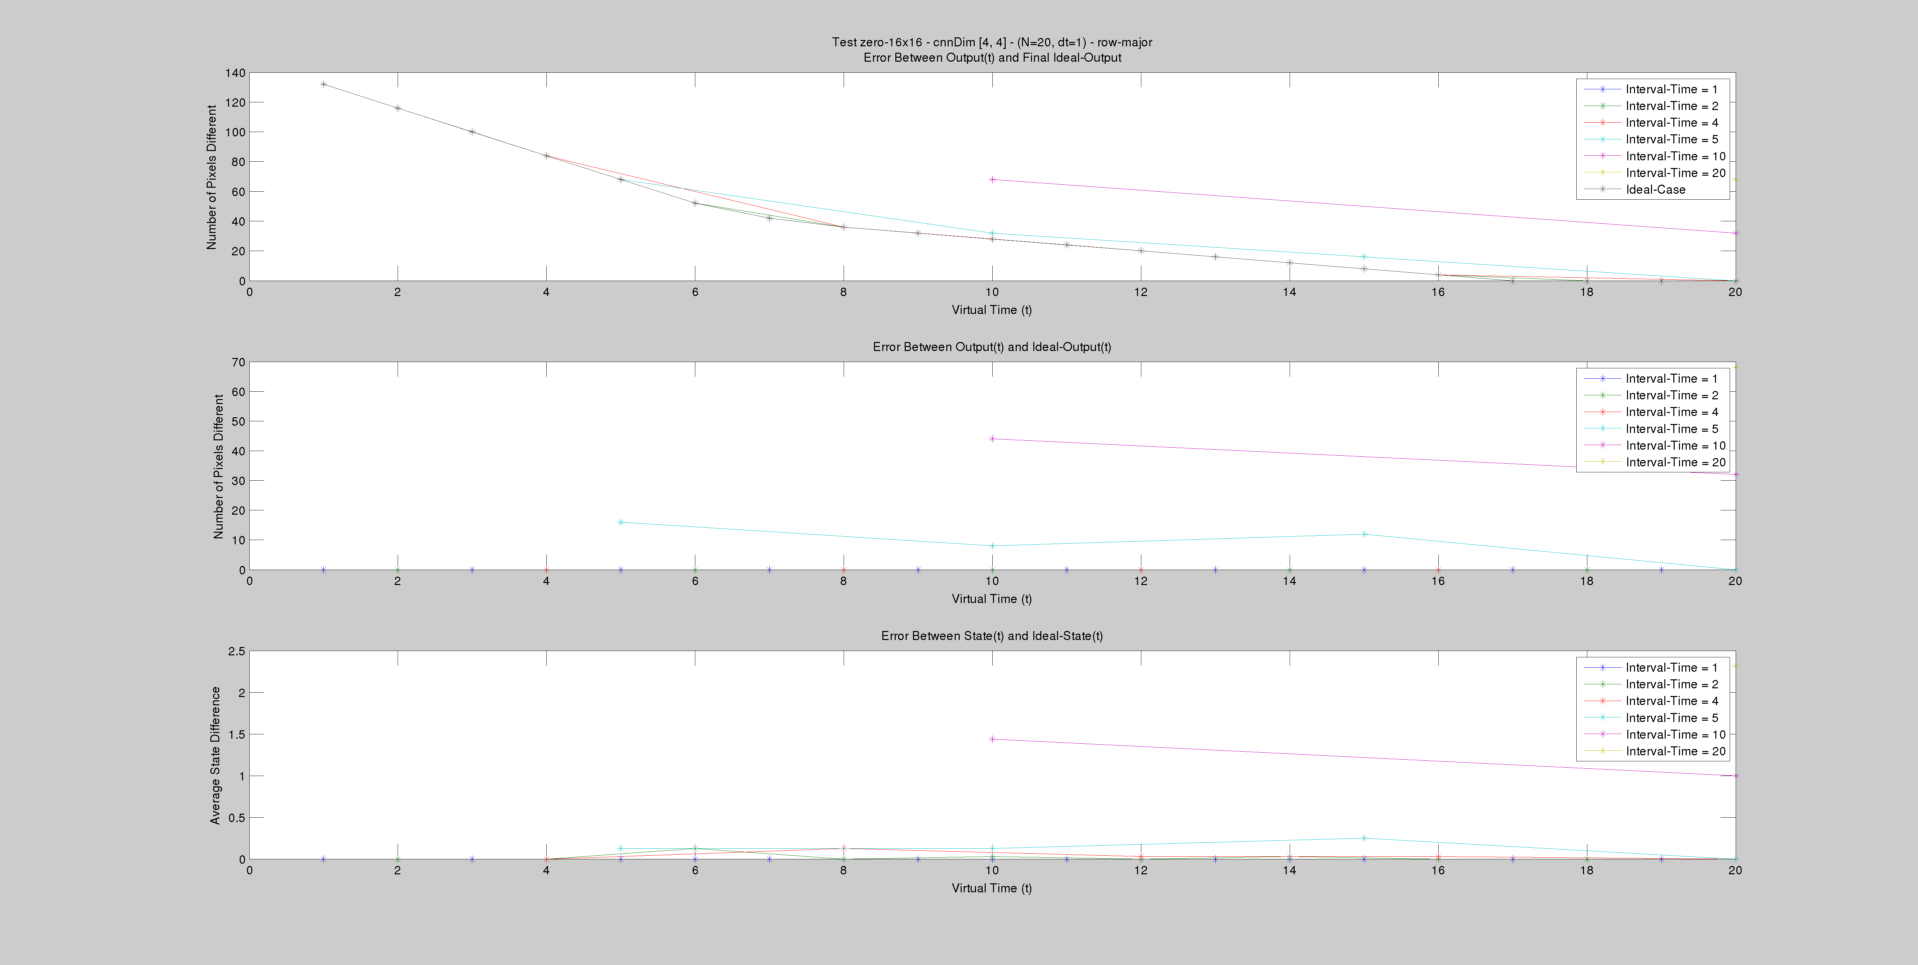 Test zero-16x16 - cnnDim [4, 4] - (N=20, dt=1) - row-major
Error Between Output(t) and Final Ideal-Output
Number of Pixels Different
140
120
100
80
60
40
20
0
0 2 4 6 8 10 12 14 16 18 20
Virtual Time (t)
Interval-Time = 1
Interval-Time = 2
Interval-Time = 4
Interval-Time = 5
Interval-Time = 10
Interval-Time = 20
Ideal-Case
Error Between Output(t) and Ideal-Output(t)
Number of Pixels Different
70
60
50
40
30
20
10
0
0 2 4 6 8 10 12 14 16 18 20
Virtual Time (t)
Interval-Time = 1
Interval-Time = 2
Interval-Time = 4
Interval-Time = 5
Interval-Time = 10
Interval-Time = 20
Error Between State(t) and Ideal-State(t)
Average State Difference
2.5
2
1.5
1
0.5
0
0 2 4 6 8 10 12 14 16 18 20
Virtual Time (t)
Interval-Time = 1
Interval-Time = 2
Interval-Time = 4
Interval-Time = 5
Interval-Time = 10
Interval-Time = 20